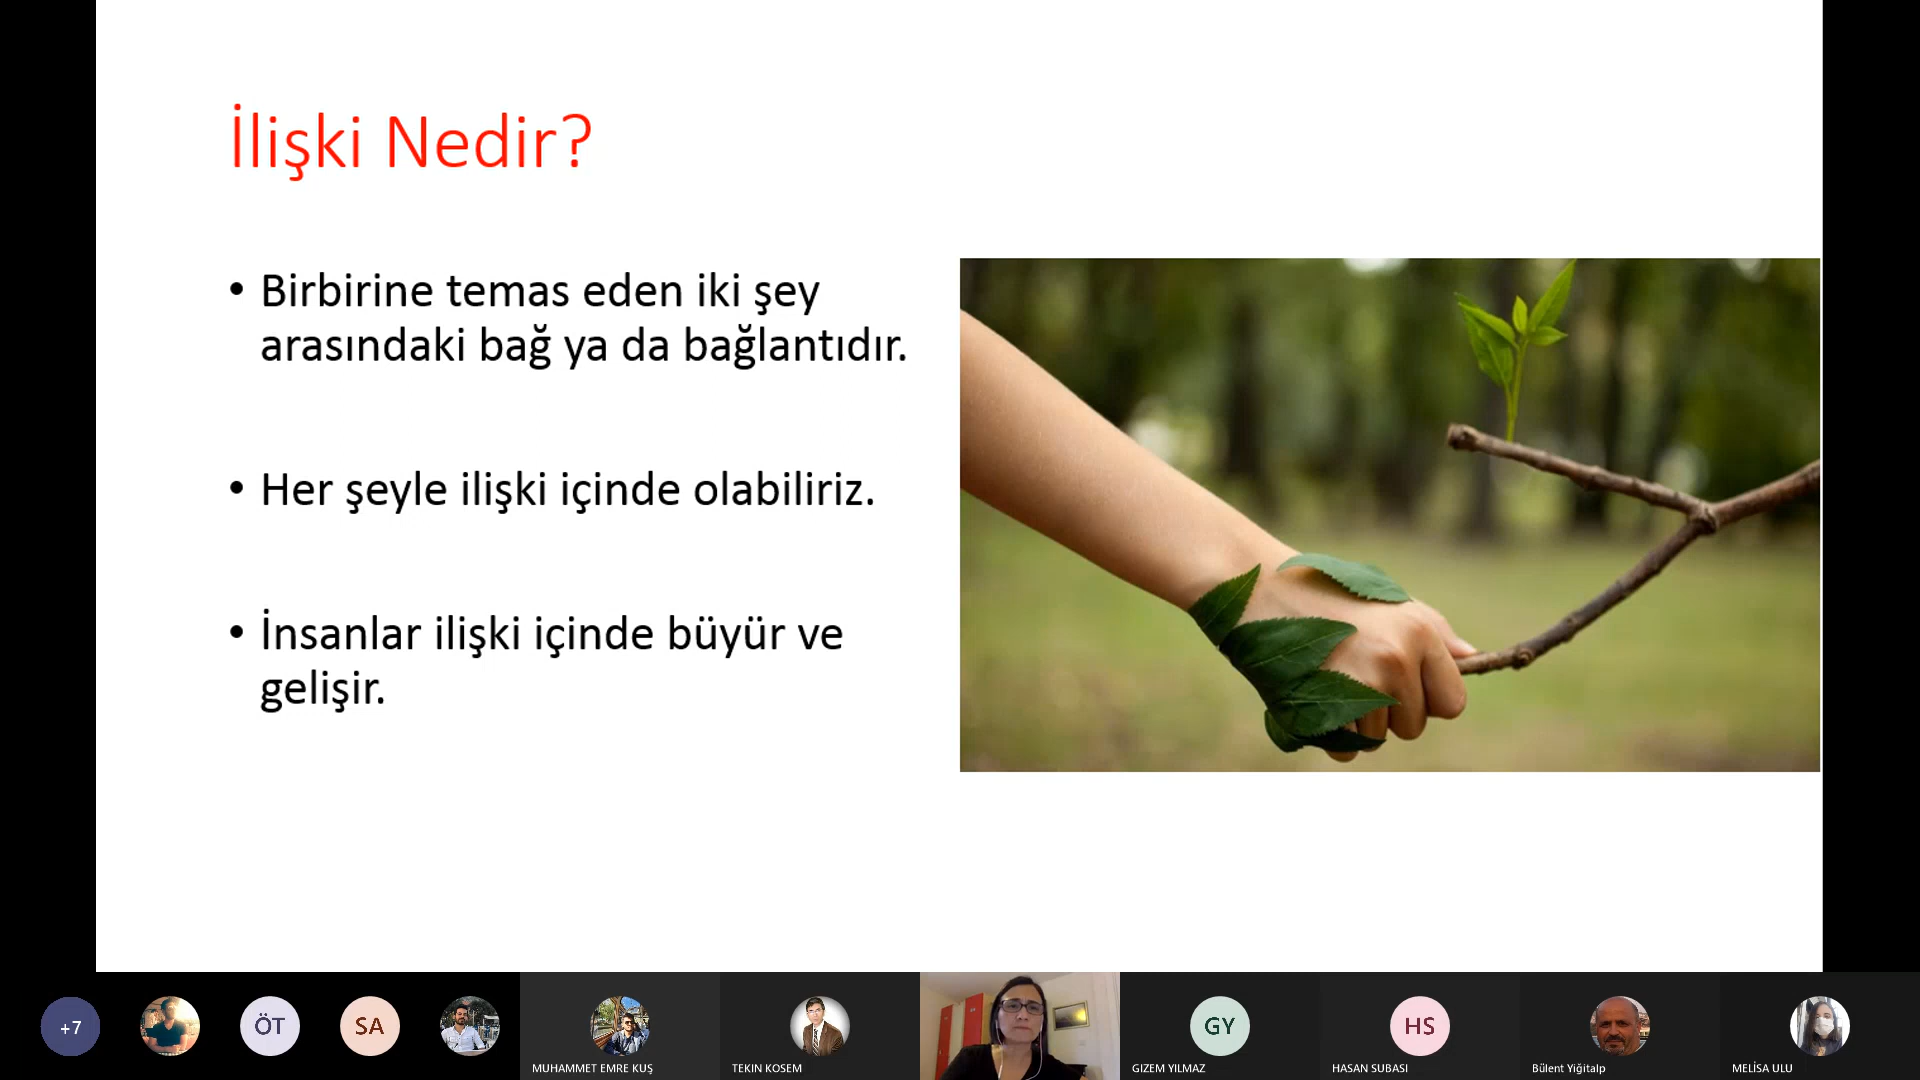 İlişki Nedir?
• Birbirine temas eden iki şey
arasındaki bağ ya da bağlantıdır.
• Her şeyle ilişki içinde olabiliriz.
• İnsanlar ilişki içinde büyür ve
gelişir.
+7
ÖT
SA
MUHAMMET EMRE KUŞ
TEKIN KOSEM
GY
GIZEM YILMAZ
HS
HASAN SUBASI
Bülent Yiğitalp
MELİSA ULU